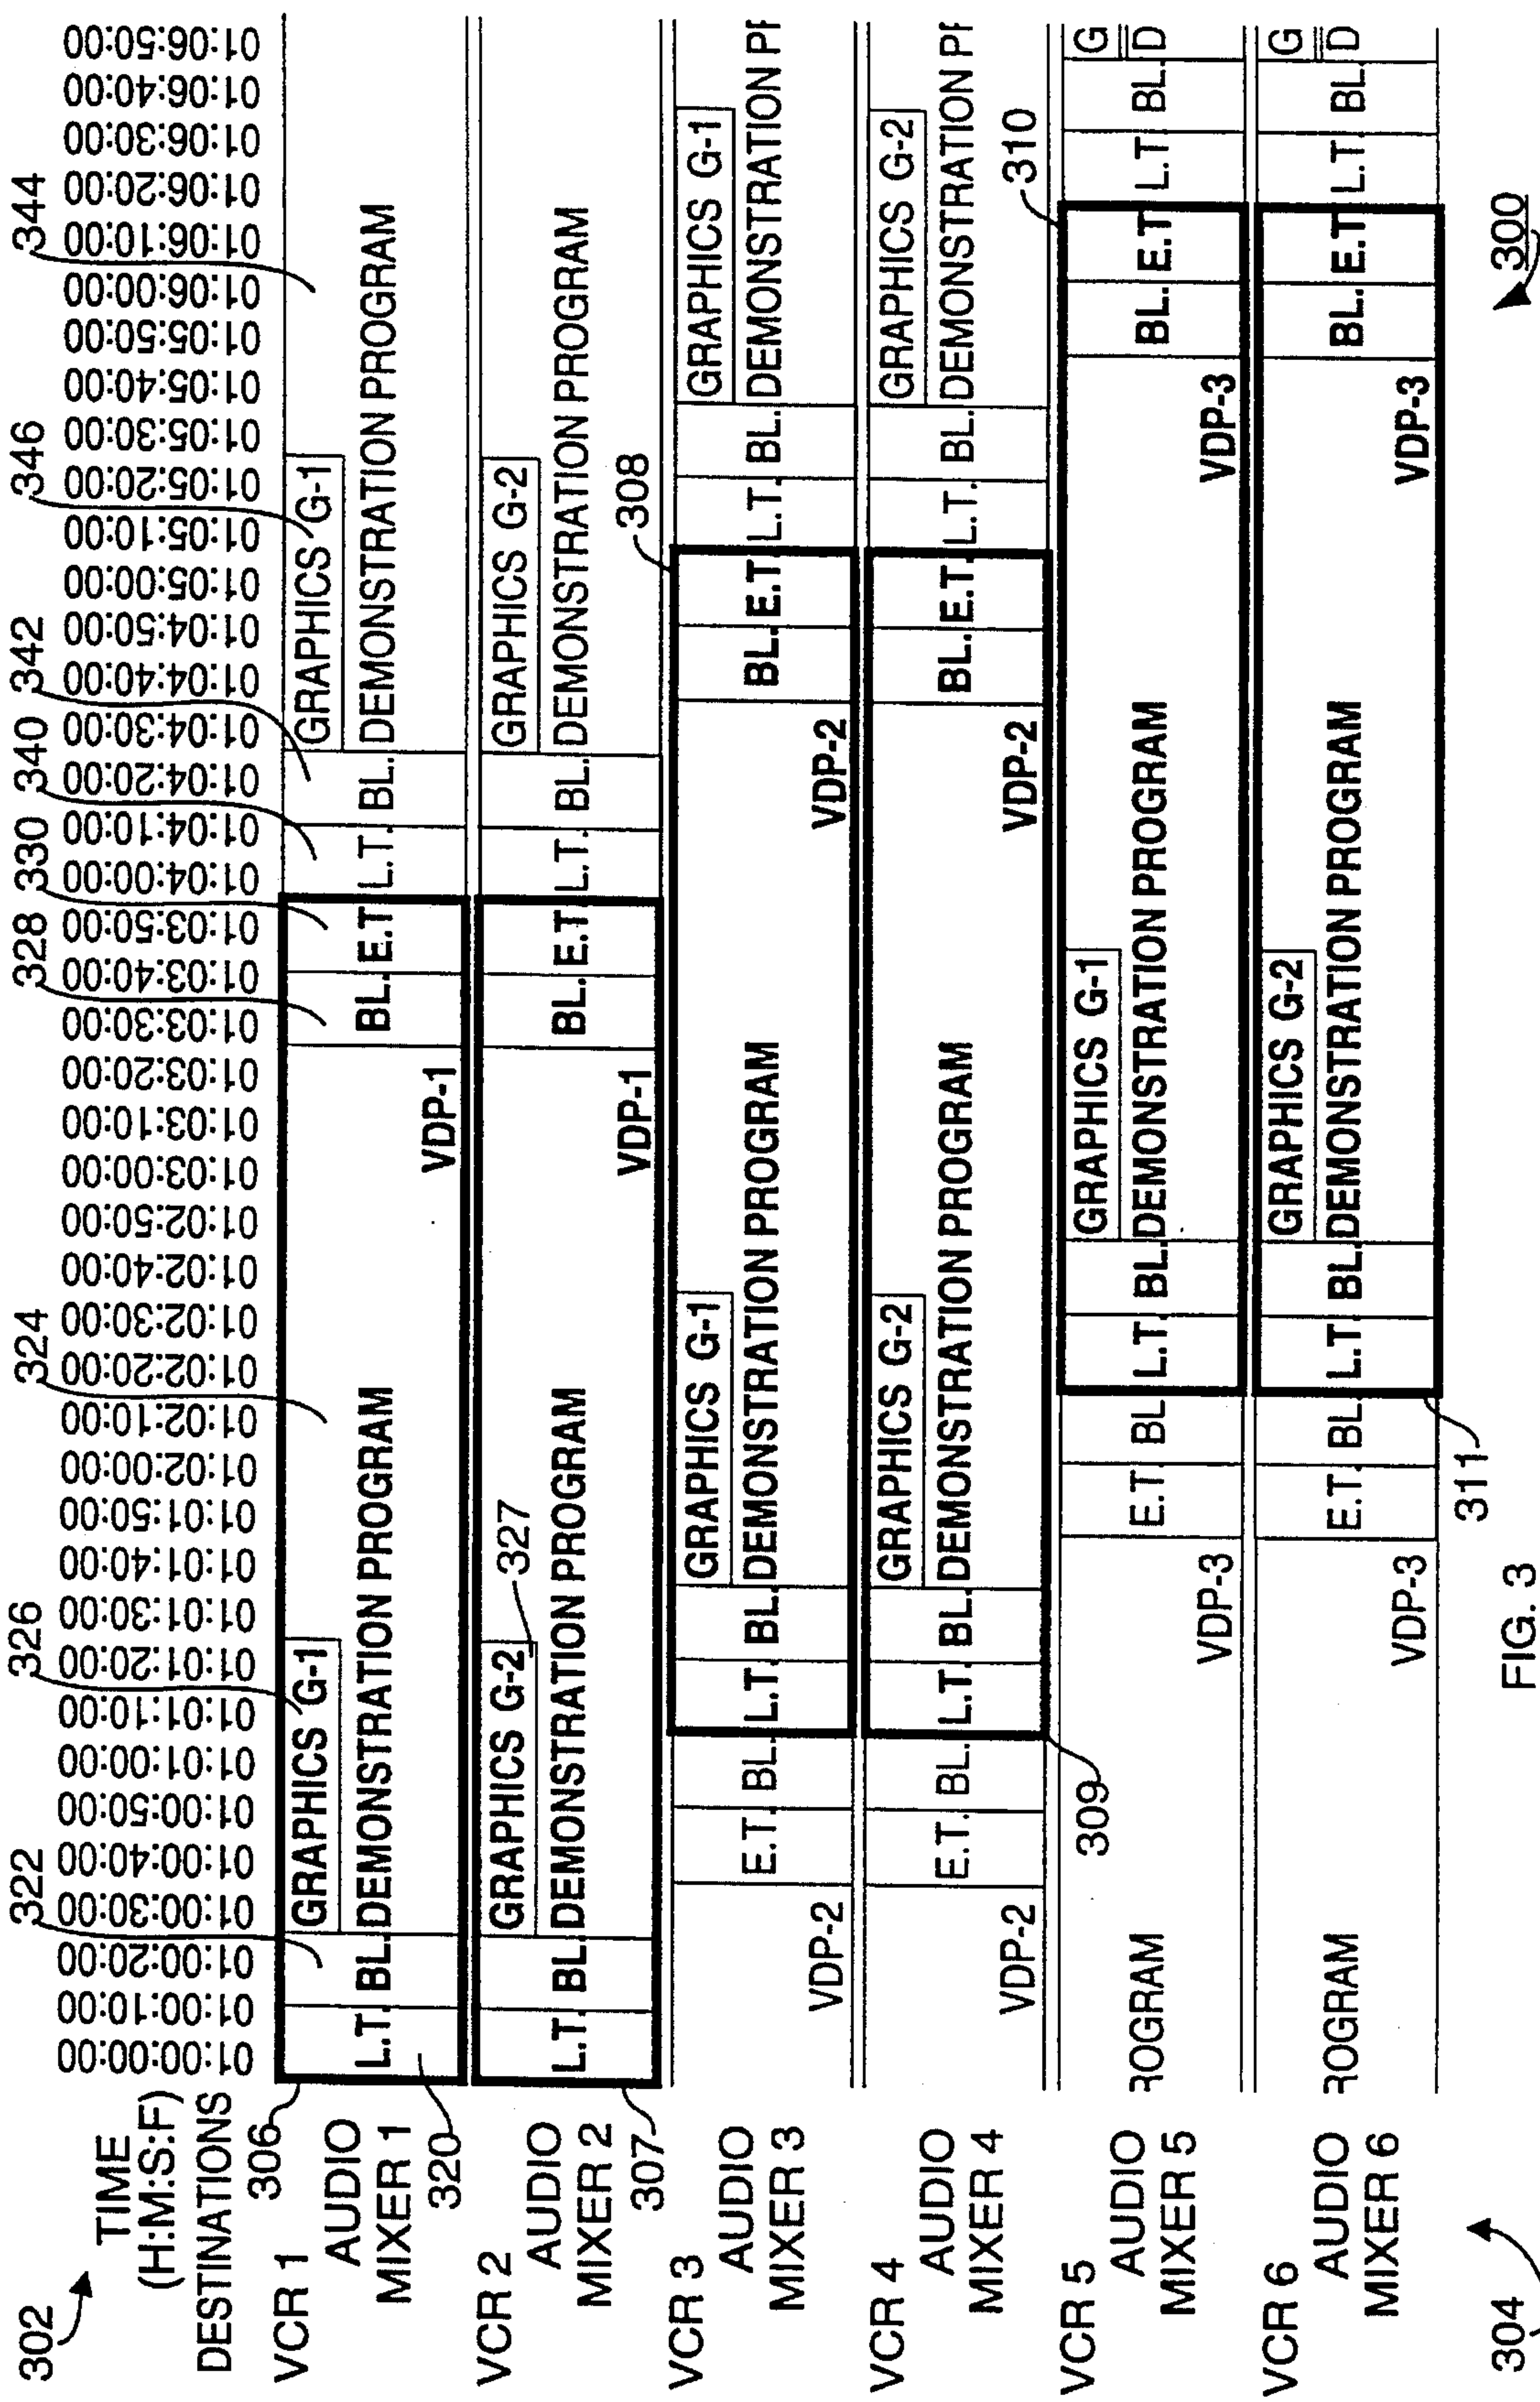 302
TIME
(H:M:S:F)
DESTINATIONS
322 326 324 328 330 340 342 346 344
01:00:00:00
01:00:10:00
01:00:20:00
01:00:30:00
01:00:40:00
01:00:50:00
01:01:00:00
01:01:10:00
01:01:20:00
01:01:30:00
01:01:40:00
01:01:50:00
01:02:00:00
01:02:10:00
01:02:20:00
01:02:30:00
01:02:40:00
01:02:50:00
01:03:00:00
01:03:10:00
01:03:20:00
01:03:30:00
01:03:40:00
01:03:50:00
01:04:00:00
01:04:10:00
01:04:20:00
01:04:30:00
01:04:40:00
01:04:50:00
01:05:00:00
01:05:10:00
01:05:20:00
01:05:30:00
01:05:40:00
01:05:50:00
01:06:00:00
01:06:10:00
01:06:20:00
01:06:30:00
01:06:40:00
01:06:50:00
306
VCR 1
AUDIO
MIXER 1
320
GRAPHICS G-1 GRAPHICS G-1
L.T. BL. DEMONSTRATION PROGRAM BL. E.T L.T. BL. DEMONSTRATION PROGRAM
VDP-1
VCR 2
AUDIO
MIXER 2
307
GRAPHICS G-2 327 GRAPHICS G-2
L.T. BL. DEMONSTRATION PROGRAM BL. E.T L.T. BL. DEMONSTRATION PROGRAM
VDP-1
308
VCR 3
AUDIO
MIXER 3
GRAPHICS G-1 GRAPHICS G-1
E.T. BL. L.T. BL. DEMONSTRATION PROGRAM BL. E.T. L.T. BL. DEMONSTRATION PR
VDP-2 VDP-2
VCR 4
AUDIO
MIXER 4
GRAPHICS G-2 GRAPHICS G-2
E.T. BL. L.T. BL. DEMONSTRATION PROGRAM BL. E.T. L.T. BL. DEMONSTRATION PR
VDP-2 VDP-2
309 310
VCR 5
AUDIO
MIXER 5
GRAPHICS G-1 G
ROGRAM E.T. BL. L.T. BL. DEMONSTRATION PROGRAM BL. E.T L.T. BL. D
VDP-3 VDP-3
VCR 6
AUDIO
MIXER 6
GRAPHICS G-2 G
ROGRAM E.T. BL. L.T. BL. DEMONSTRATION PROGRAM BL. E.T L.T. BL. D
VDP-3 VDP-3
311
304
FIG. 3
300